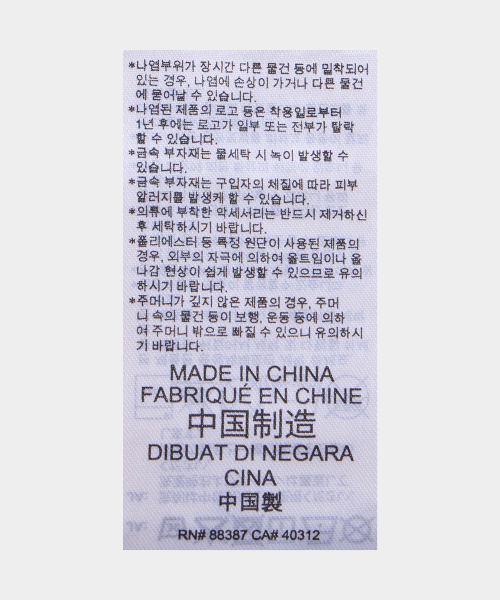 *나염부위가 장시간 다른 물건 등에 밀착되어
있는 경우, 나염에 손상이 가거나 다른 물건
에 묻어날 수 있습니다.
*나염된 제품의 로고 등은 착용일로부터
1년 후에는 로고가 일부 또는 전부가 탈락
할 수 있습니다.
*금속 부자재는 물세탁 시 녹이 발생할 수
있습니다.
*금속 부자재는 구입자의 체질에 따라 피부
알러지를 발생케 할 수 있습니다.
*의류에 부착한 악세서리는 반드시 제거하신
후 세탁하시기 바랍니다.
*폴리에스터 등 특정 원단이 사용된 제품의
경우, 외부의 자극에 의하여 올트임이나 올
나감 현상이 쉽게 발생할 수 있으므로 유의
하시기 바랍니다.
*주머니가 깊지 않은 제품의 경우, 주머
니 속의 물건 등이 보행, 운동 등에 의하
여 주머니 밖으로 빠질 수 있으니 유의하시
기 바랍니다.
MADE IN CHINA
FABRIQUÉ EN CHINE
中国制造
DIBUAT DI NEGARA
CINA
中国製
RN# 88387 CA# 40312